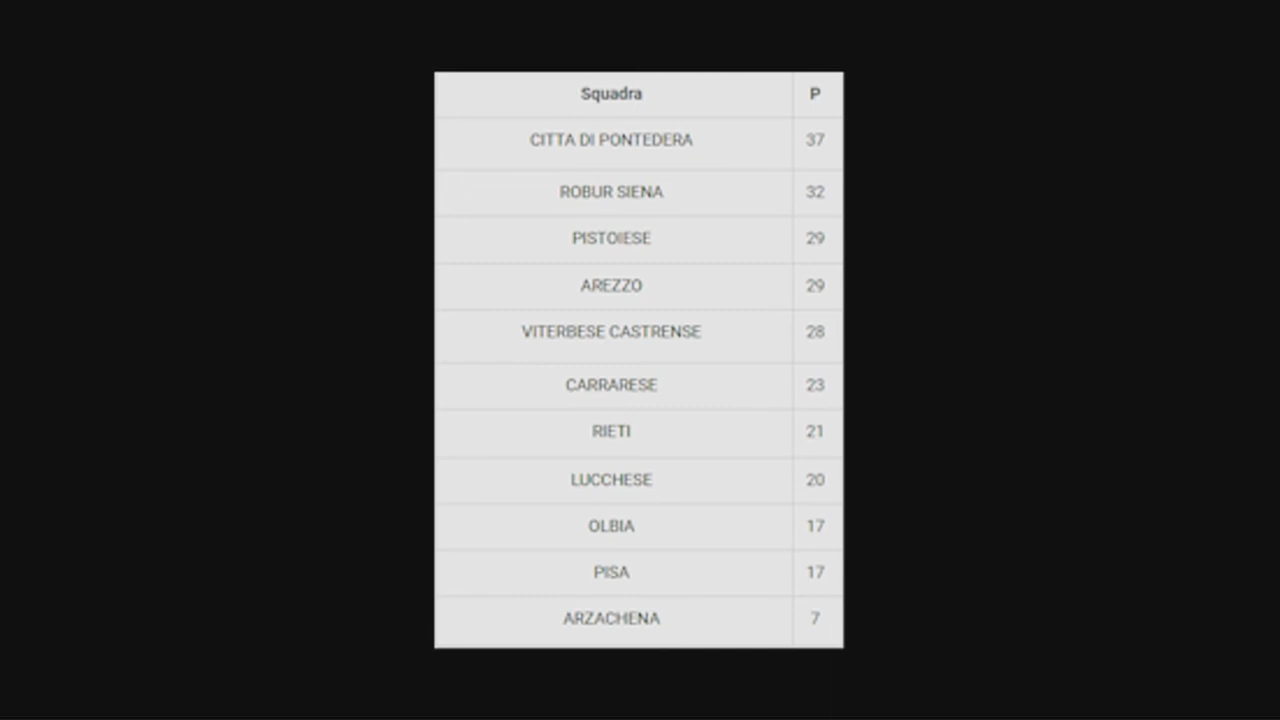 Squadra P
CITTA DI PONTEDERA 37
ROBUR SIENA 32
PISTOIESE 29
AREZZO 29
VITERBESE CASTRENSE 28
CARRARESE 23
RIETI 21
LUCCHESE 20
OLBIA 17
PISA 17
ARZACHENA 7